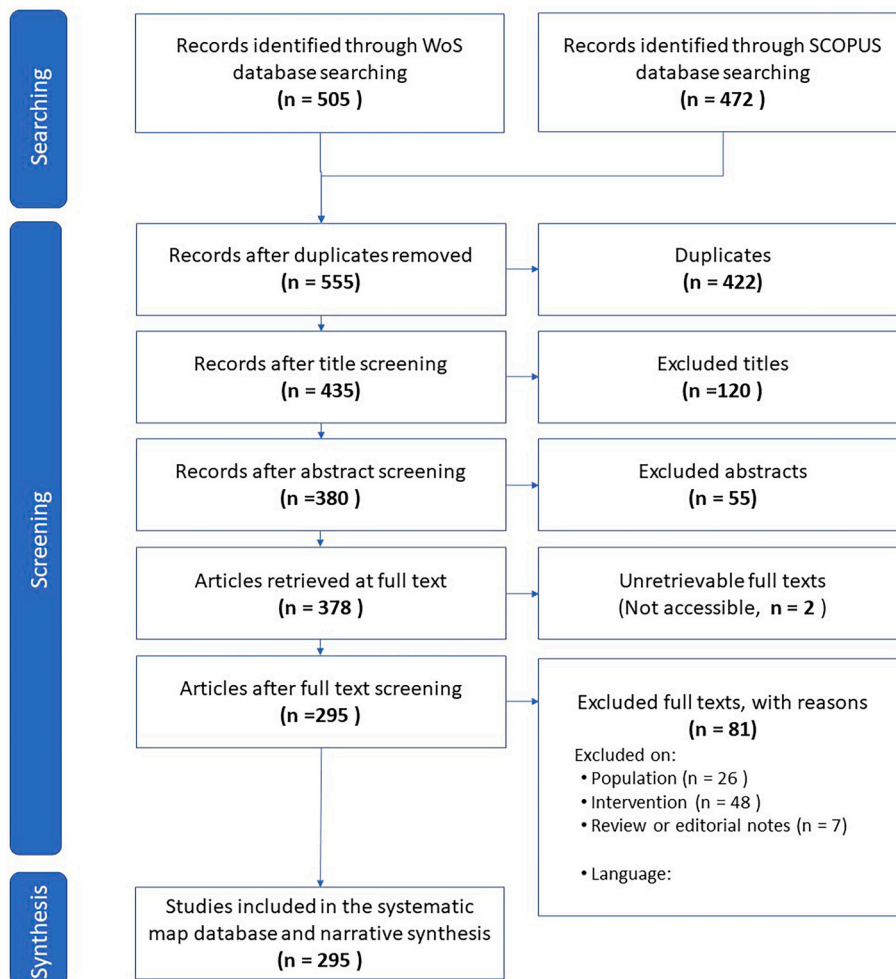 Searching
Records identified through WoS
database searching
(n = 505 )
Records identified through SCOPUS
database searching
(n = 472 )
Screening
Records after duplicates removed
(n = 555)
Duplicates
(n = 422)
Records after title screening
(n = 435)
Excluded titles
(n =120 )
Records after abstract screening
(n =380 )
Excluded abstracts
(n = 55)
Articles retrieved at full text
(n = 378 )
Unretrievable full texts
(Not accessible, n = 2 )
Articles after full text screening
(n =295 )
Excluded full texts, with reasons
(n = 81)
Excluded on:
• Population (n = 26 )
• Intervention (n = 48 )
• Review or editorial notes (n = 7)
• Language:
Synthesis
Studies included in the systematic
map database and narrative synthesis
(n = 295 )